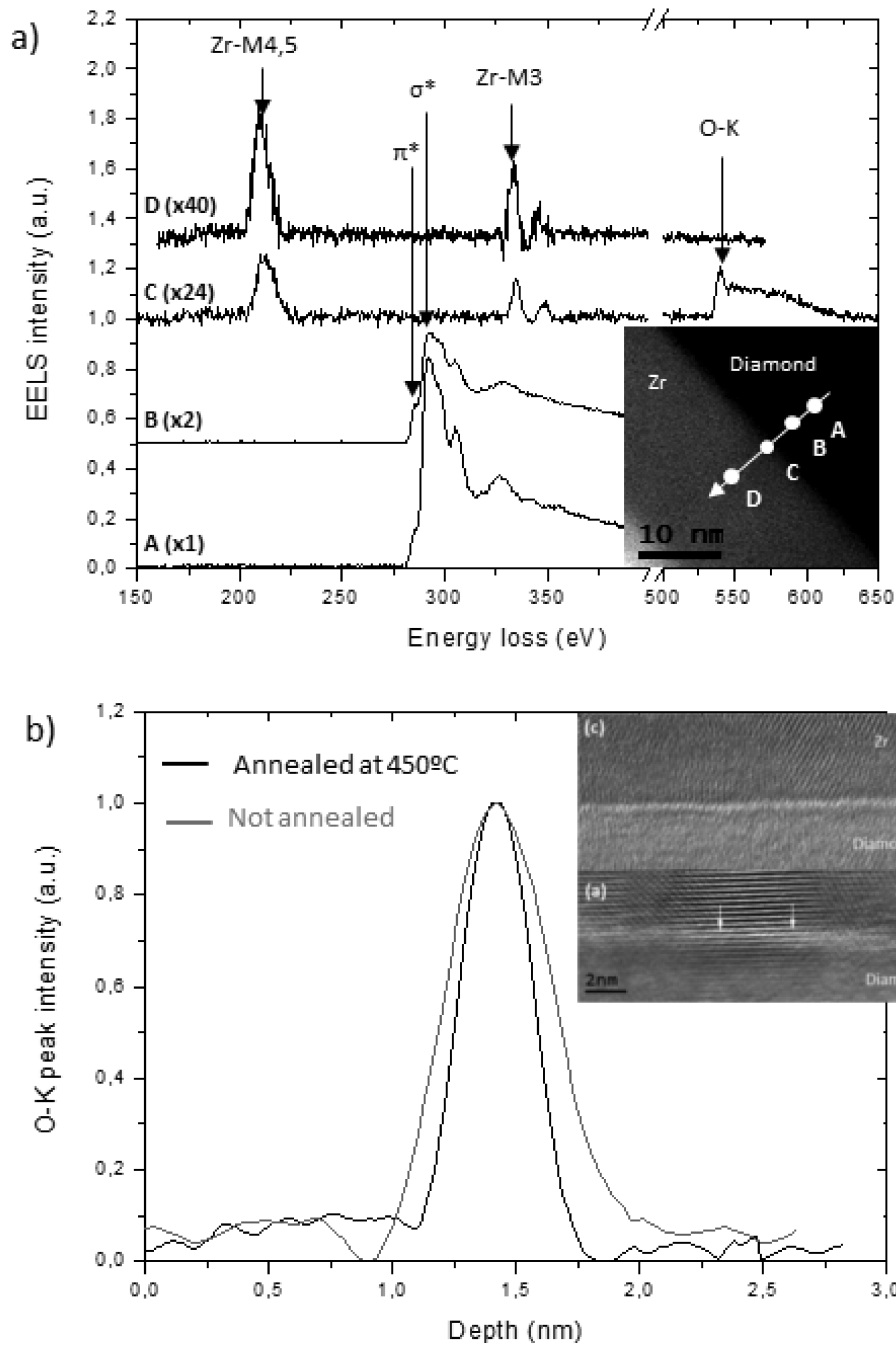 a)
2,2
2,0
1,8
1,6
1,4
1,2
1,0
0,8
0,6
0,4
0,2
0,0
EELS intensity (a.u.)
Zr-M4,5
σ*
π*
Zr-M3
O-K
D (x40)
C (x24)
B (x2)
A (x1)
Diamond
Zr
A
B
C
D
10 nm
150 200 250 300 350 500 550 600 650
Energy loss (eV)
b)
1,2
1,0
0,8
0,6
0,4
0,2
0,0
O-K peak intensity (a.u.)
Annealed at 450ºC
Not annealed
(c)
Zr
Diamo
(a)
2nm
Diam
0,0 0,5 1,0 1,5 2,0 2,5 3,0
Depth (nm)